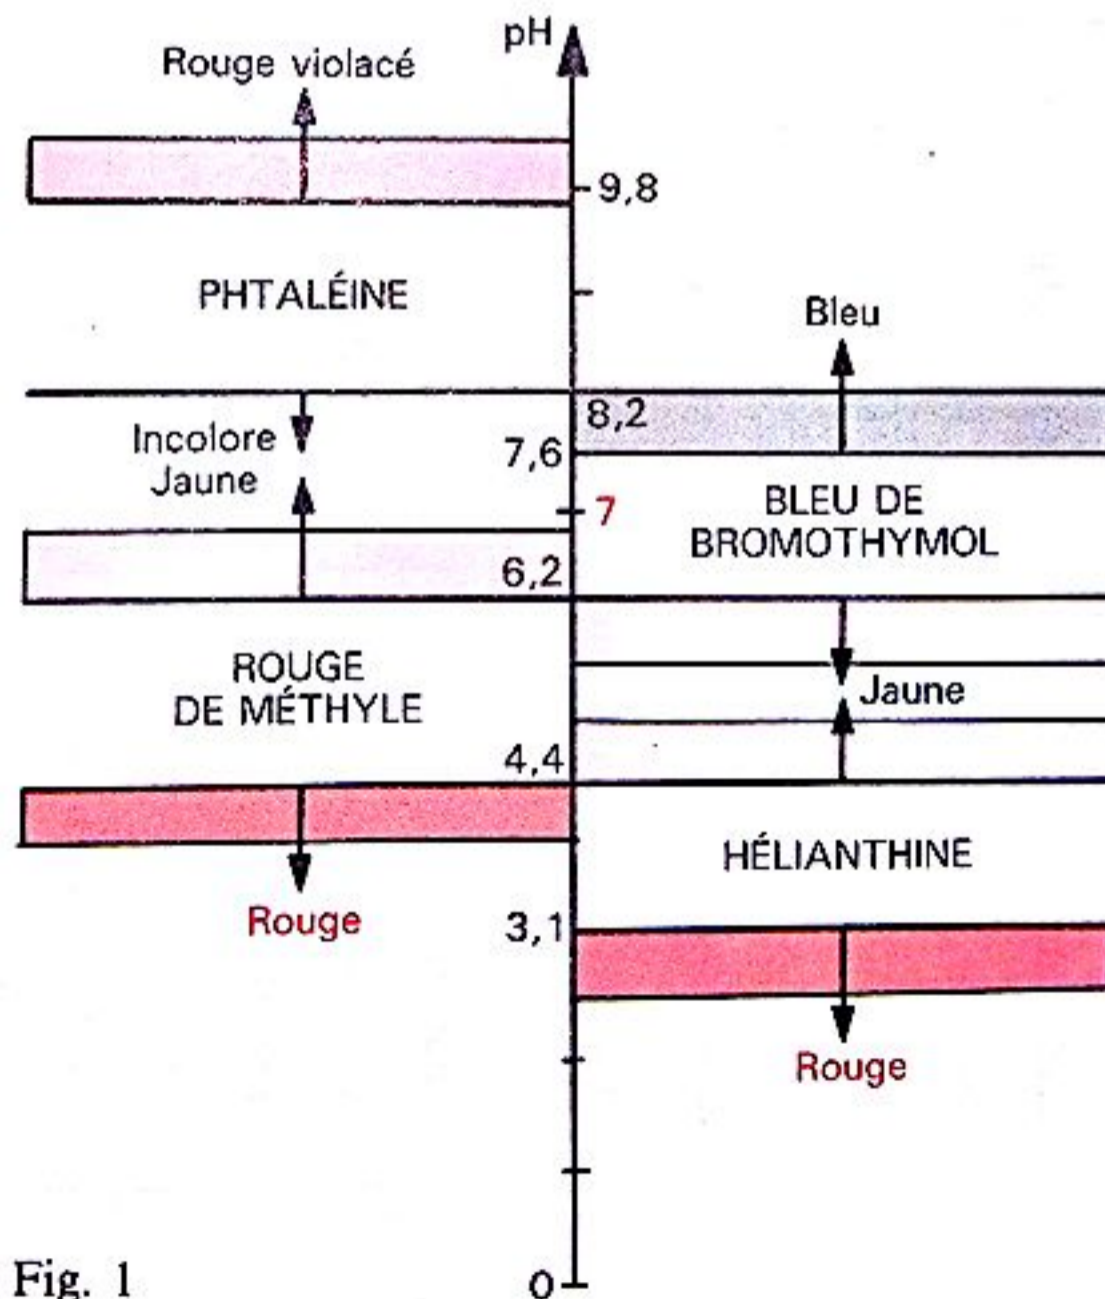 pH
Rouge violacé
9,8
PHTALÉINE
Bleu
8,2
Incolore
Jaune
7,6
7
BLEU DE
BROMOTHYMOL
6,2
ROUGE
DE MÉTHYLE
Jaune
4,4
HÉLIANTHINE
Rouge
3,1
Rouge
Fig. 1
0